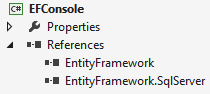 C# EFConsole
Properties
References
EntityFramework
EntityFramework.SqlServer